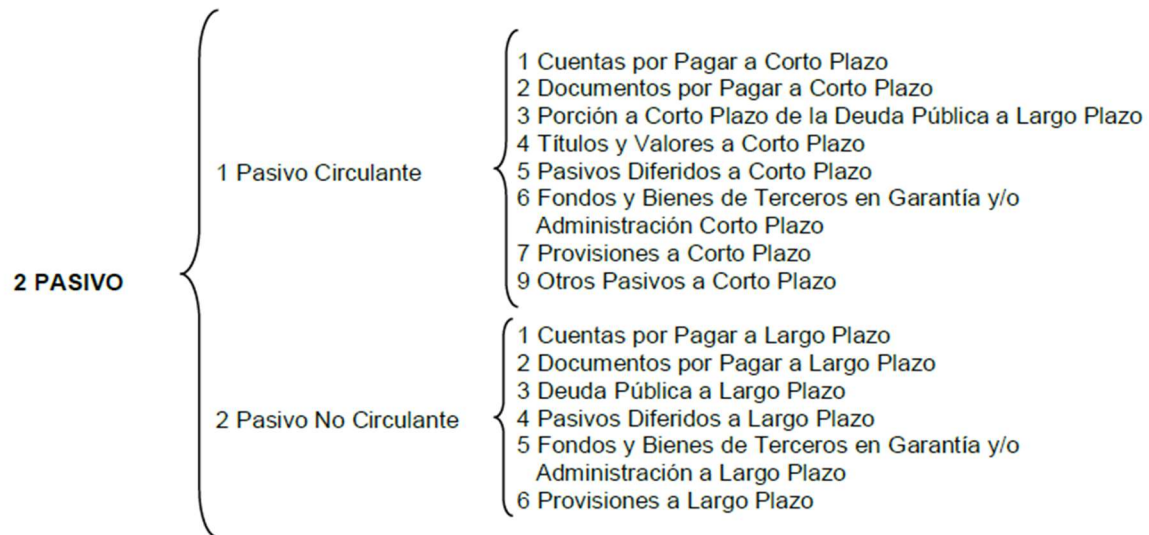 2 PASIVO
1 Pasivo Circulante
1 Cuentas por Pagar a Corto Plazo
2 Documentos por Pagar a Corto Plazo
3 Porción a Corto Plazo de la Deuda Pública a Largo Plazo
4 Títulos y Valores a Corto Plazo
5 Pasivos Diferidos a Corto Plazo
6 Fondos y Bienes de Terceros en Garantía y/o
Administración Corto Plazo
7 Provisiones a Corto Plazo
9 Otros Pasivos a Corto Plazo
2 Pasivo No Circulante
1 Cuentas por Pagar a Largo Plazo
2 Documentos por Pagar a Largo Plazo
3 Deuda Pública a Largo Plazo
4 Pasivos Diferidos a Largo Plazo
5 Fondos y Bienes de Terceros en Garantía y/o
Administración a Largo Plazo
6 Provisiones a Largo Plazo